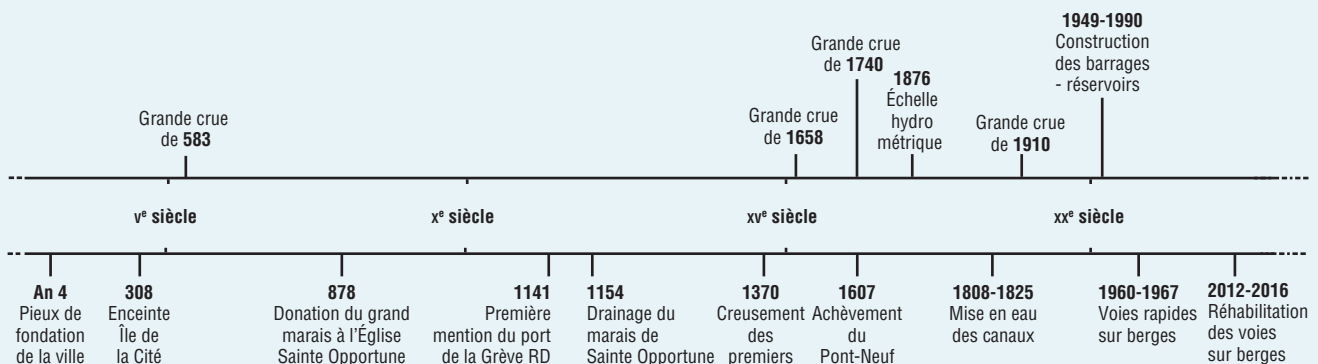 Grande crue
de 583
Grande crue
de 1658
Grande crue
de 1740
1876
Échelle
hydro
métrique
Grande crue
de 1910
1949-1990
Construction
des barrages
- réservoirs
Ve siècle
Xe siècle
XVe siècle
XXe siècle
An 4
Pieux de
fondation
de la ville
308
Enceinte
Île de
la Cité
878
Donation du grand
marais à l’Église
Sainte Opportune
1141
Première
mention du port
de la Grève RD
1154
Drainage du
marais de
Sainte Opportune
1370
Creusement
des
premiers
1607
Achèvement
du
Pont-Neuf
1808-1825
Mise en eau
des canaux
1960-1967
Voies rapides
sur berges
2012-2016
Réhabilitation
des voies
sur berges